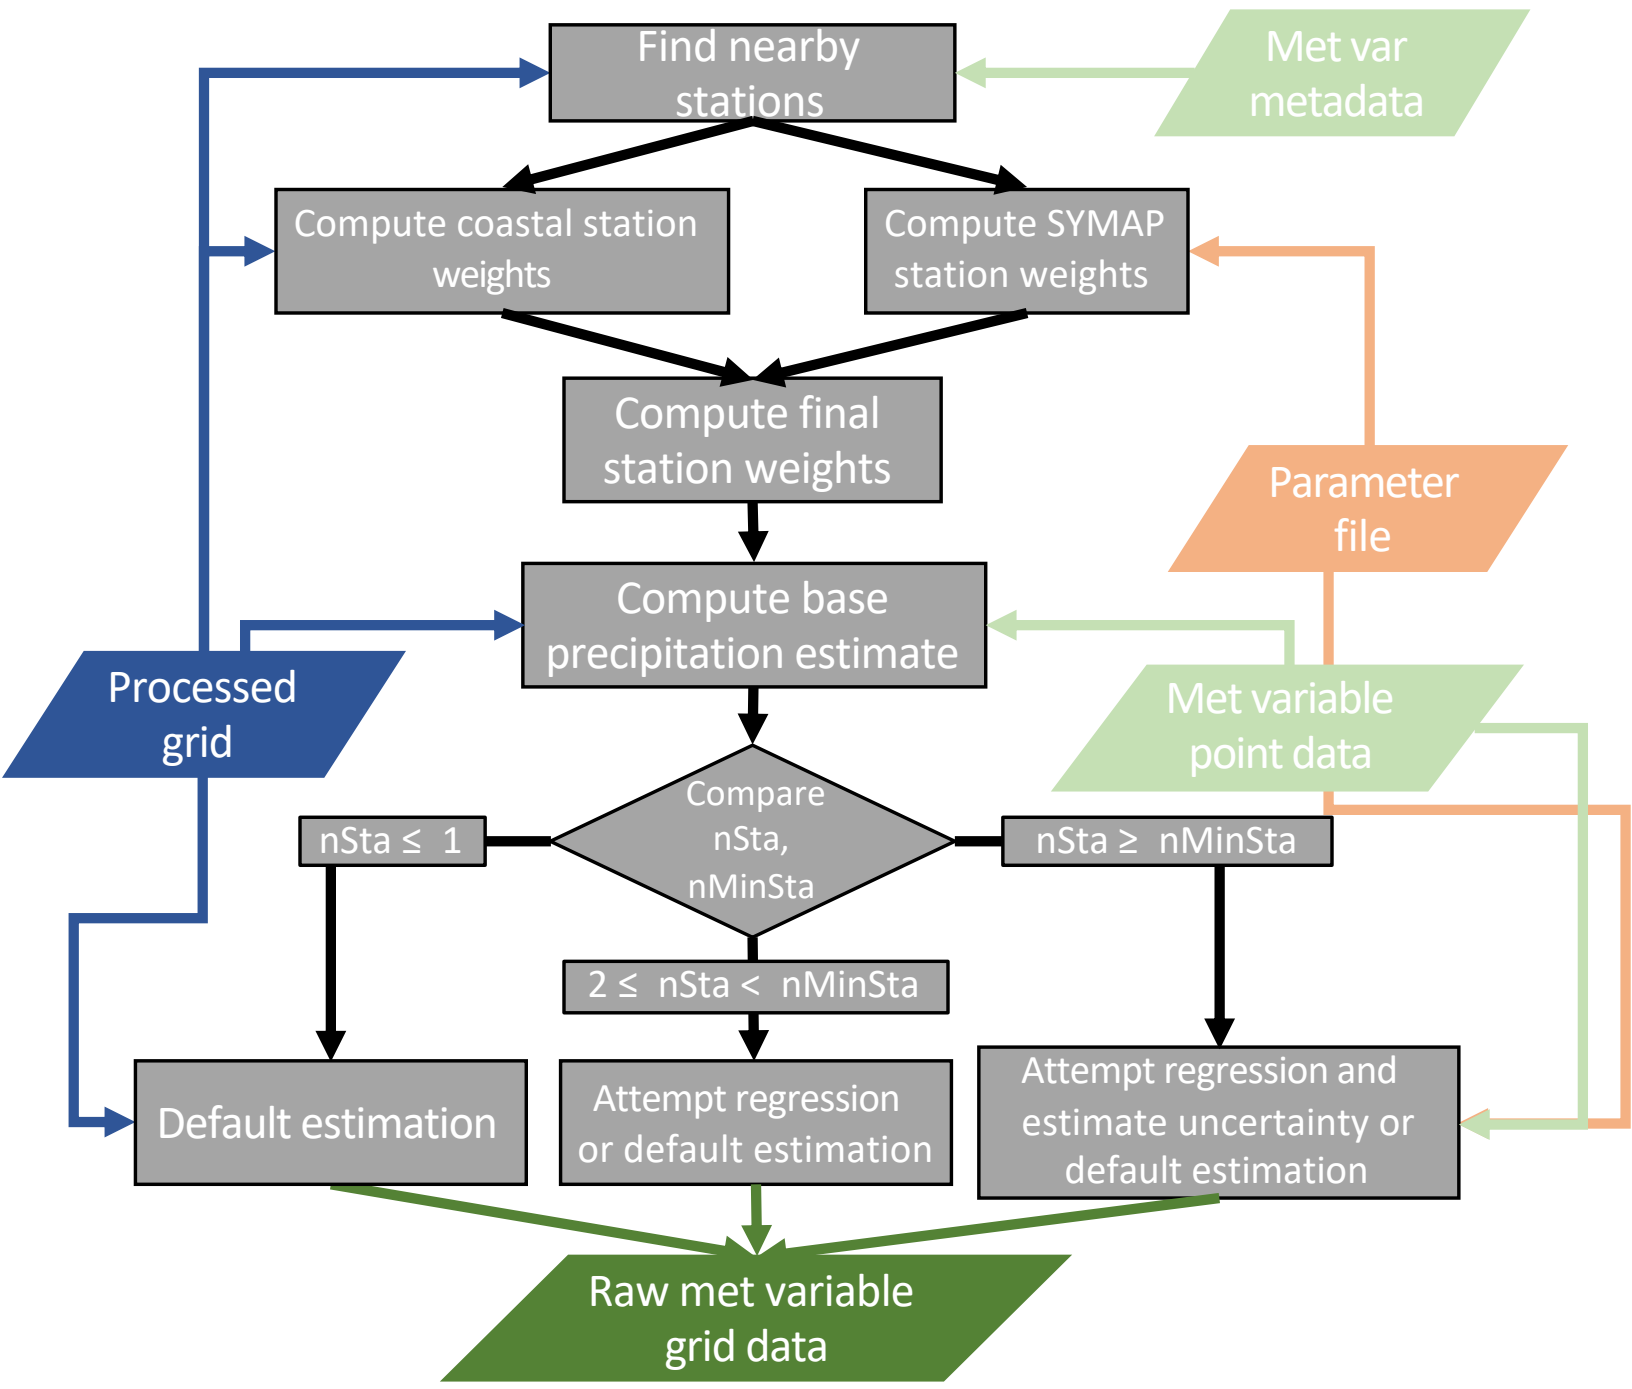 Find nearby
stations
Met var
metadata
Compute coastal station
weights
Compute SYMAP
station weights
Compute final
station weights
Parameter
file
Compute base
precipitation estimate
Processed
grid
Met variable
point data
Compare
nSta,
nMinSta
nSta ≤ 1
nSta ≥ nMinSta
2 ≤ nSta < nMinSta
Default estimation
Attempt regression
or default estimation
Attempt regression and
estimate uncertainty or
default estimation
Raw met variable
grid data